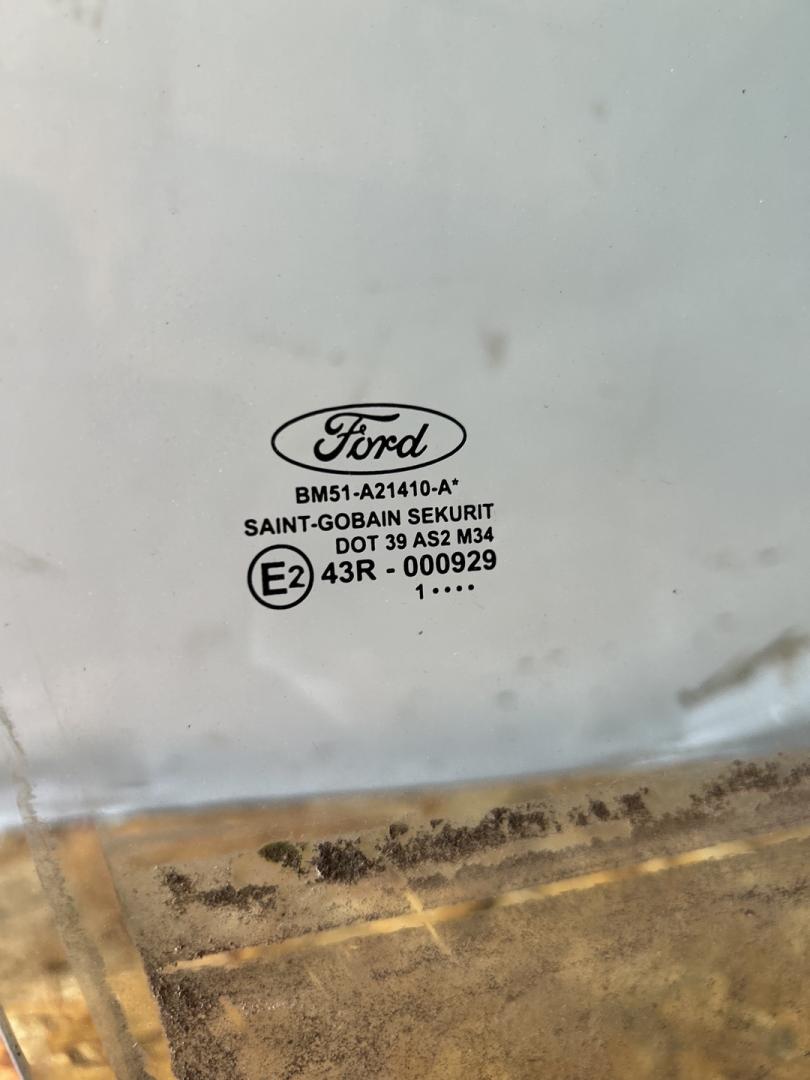 Ford
BM51-A21410-A*
SAINT-GOBAIN SEKURIT
DOT 39 AS2 M34
E2 43R - 000929
1 ····